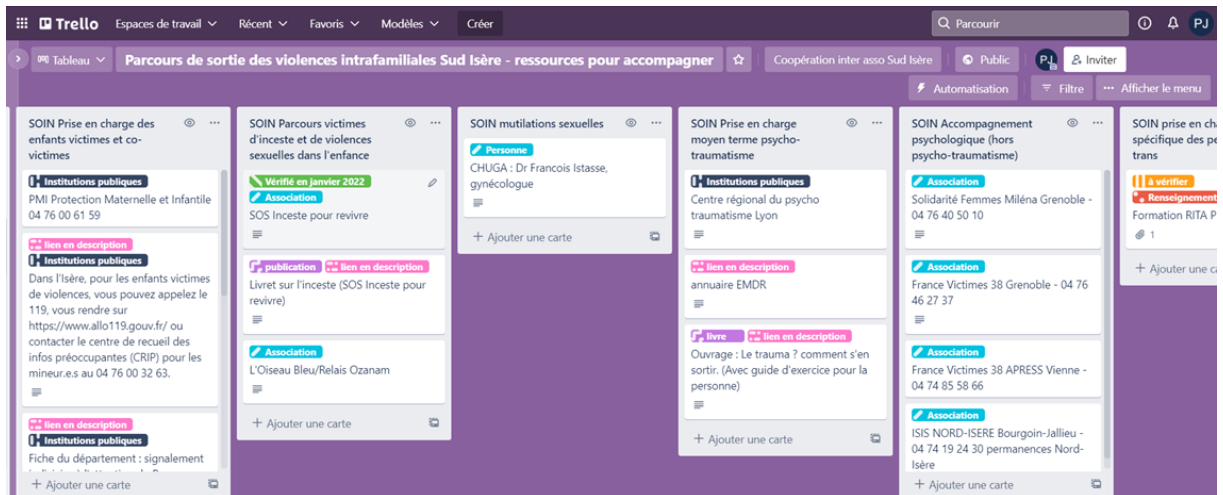 Trello Espaces de travail Récent Favoris Modèles Créer Parcourir PJ
Tableau Parcours de sortie des violences intrafamiliales Sud Isère - ressources pour accompagner Coopération inter asso Sud Isère Public PJ Inviter
Automatisation Filtre Afficher le menu
SOIN Prise en charge des
enfants victimes et co-
victimes
Institutions publiques
PMI Protection Maternelle et Infantile
04 76 00 61 59
lien en description
Institutions publiques
Dans l'Isère, pour les enfants victimes
de violences, vous pouvez appelez le
119, vous rendre sur
https://www.allo119.gouv.fr/ ou
contacter le centre de recueil des
infos préoccupantes (CRIP) pour les
mineur.e.s au 04 76 00 32 63.
lien en description
Institutions publiques
Fiche du département : signalement
+ Ajouter une carte
SOIN Parcours victimes
d'inceste et de violences
sexuelles dans l'enfance
Vérifié en janvier 2022
Association
SOS Inceste pour revivre
publication lien en description
Livret sur l'inceste (SOS Inceste pour
revivre)
Association
L'Oiseau Bleu/Relais Ozanam
+ Ajouter une carte
SOIN mutilations sexuelles
Personne
CHUGA : Dr Francois Istasse,
gynécologue
+ Ajouter une carte
SOIN Prise en charge
moyen terme psycho-
traumatisme
Institutions publiques
Centre régional du psycho
traumatisme Lyon
lien en description
annuaire EMDR
livre lien en description
Ouvrage : Le trauma ? comment s'en
sortir. (Avec guide d'exercice pour la
personne)
+ Ajouter une carte
SOIN Accompagnement
psychologique (hors
psycho-traumatisme)
Association
Solidarité Femmes Miléna Grenoble -
04 76 40 50 10
Association
France Victimes 38 Grenoble - 04 76
46 27 37
Association
France Victimes 38 APRESS Vienne -
04 74 85 58 66
Association
ISIS NORD-ISERE Bourgoin-Jallieu -
04 74 19 24 30 permanences Nord-
Isère
+ Ajouter une carte
SOIN prise en cha
spécifique des pe
trans
à vérifier
Renseignement
Formation RITA P
1
+ Ajouter une ca